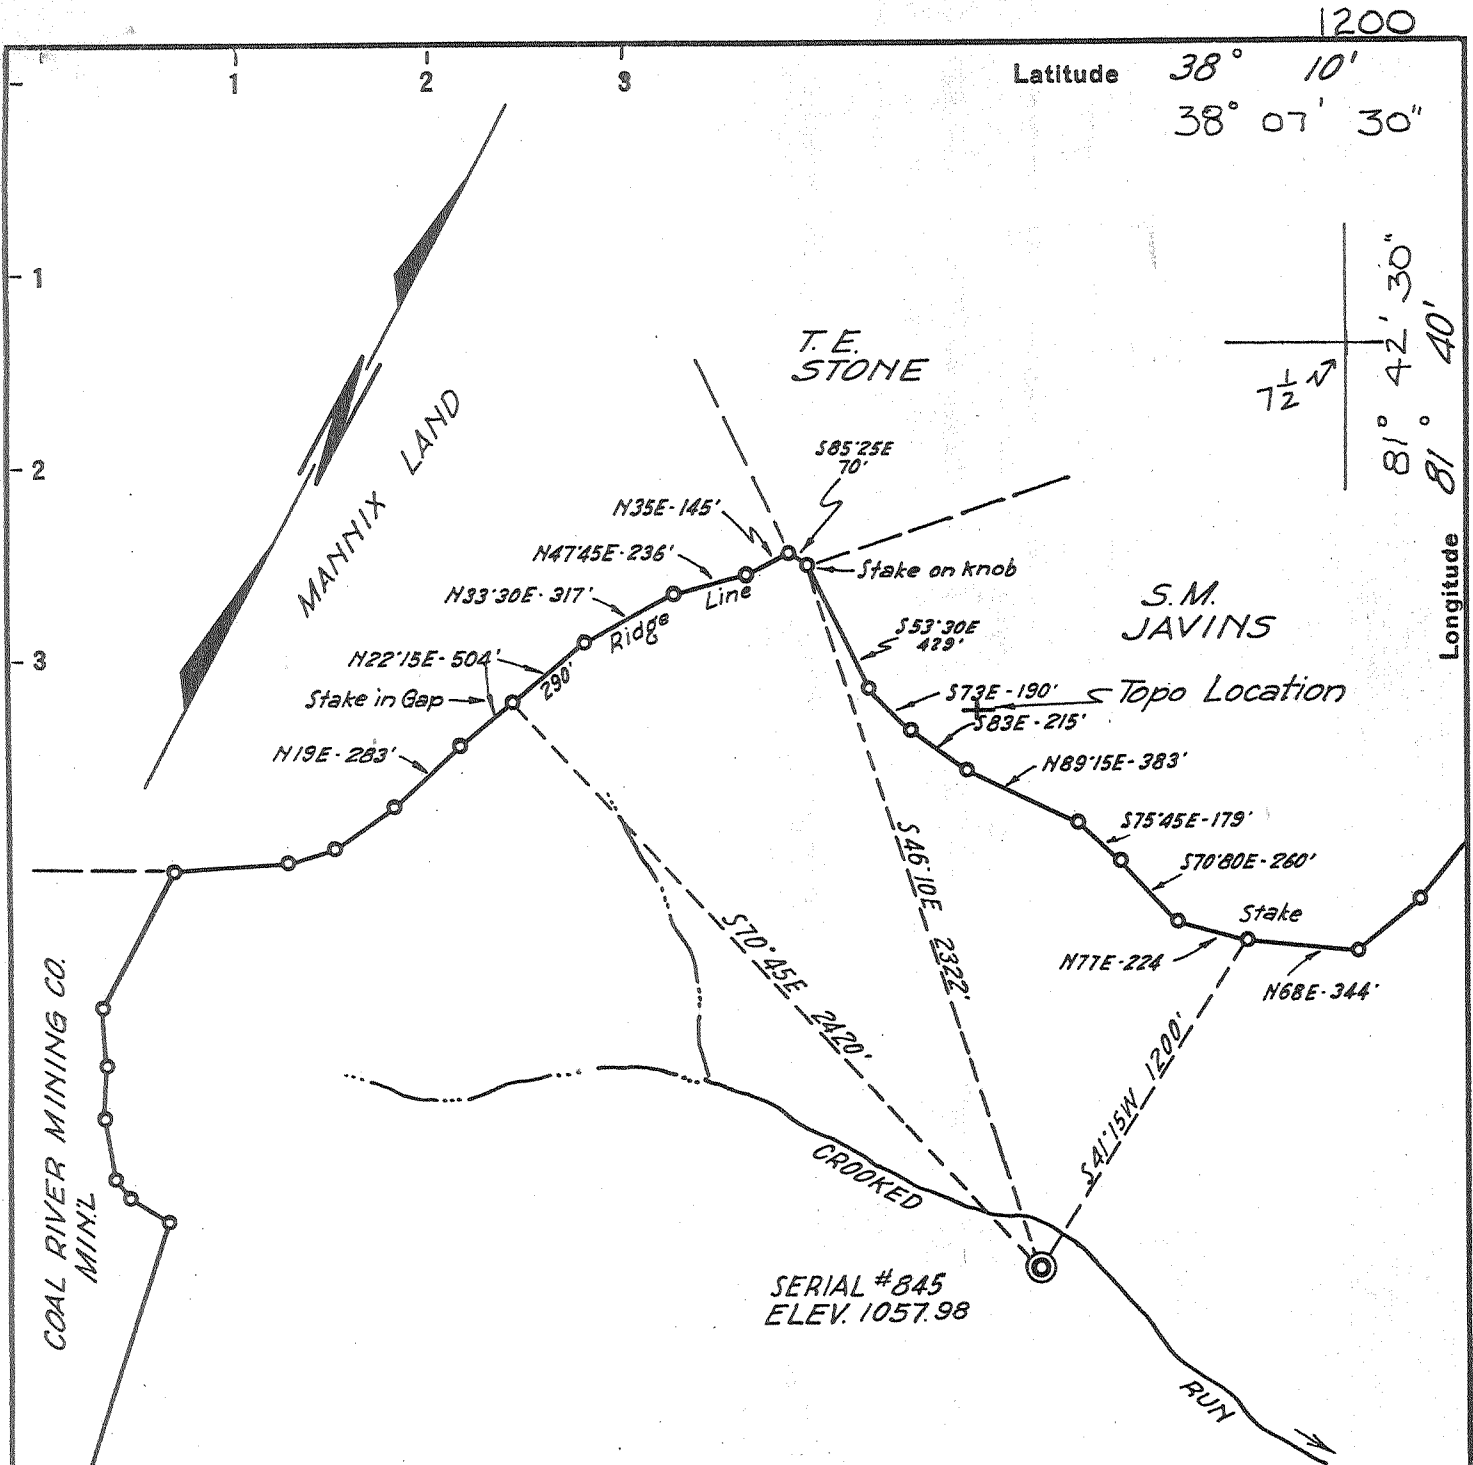 1200
1 2 3
Latitude 38° 10'
38° 07' 30"
1
2
3
81° 42' 30"
81° 40'
Longitude
7 1/2
MANNIX LAND
T. E.
STONE
S85°25E
70'
N35E-145'
N47°45E-236'
N33°30E-317'
Stake on knob
Ridge Line
S.M.
JAVINS
S53°30E
429'
N22°15E-504'
290'
Stake in Gap
S73E-190'
Topo Location
S83E-215'
N19E-283'
N89°15E-383'
S75°45E-179'
S70°80E-260'
Stake
N77E-224
N68E-344'
S46°10E 2322'
S70°45E 2420'
S41°15W 1200'
COAL RIVER MINING CO.
MIN'L
CROOKED
RUN
SERIAL #845
ELEV. 1057.98